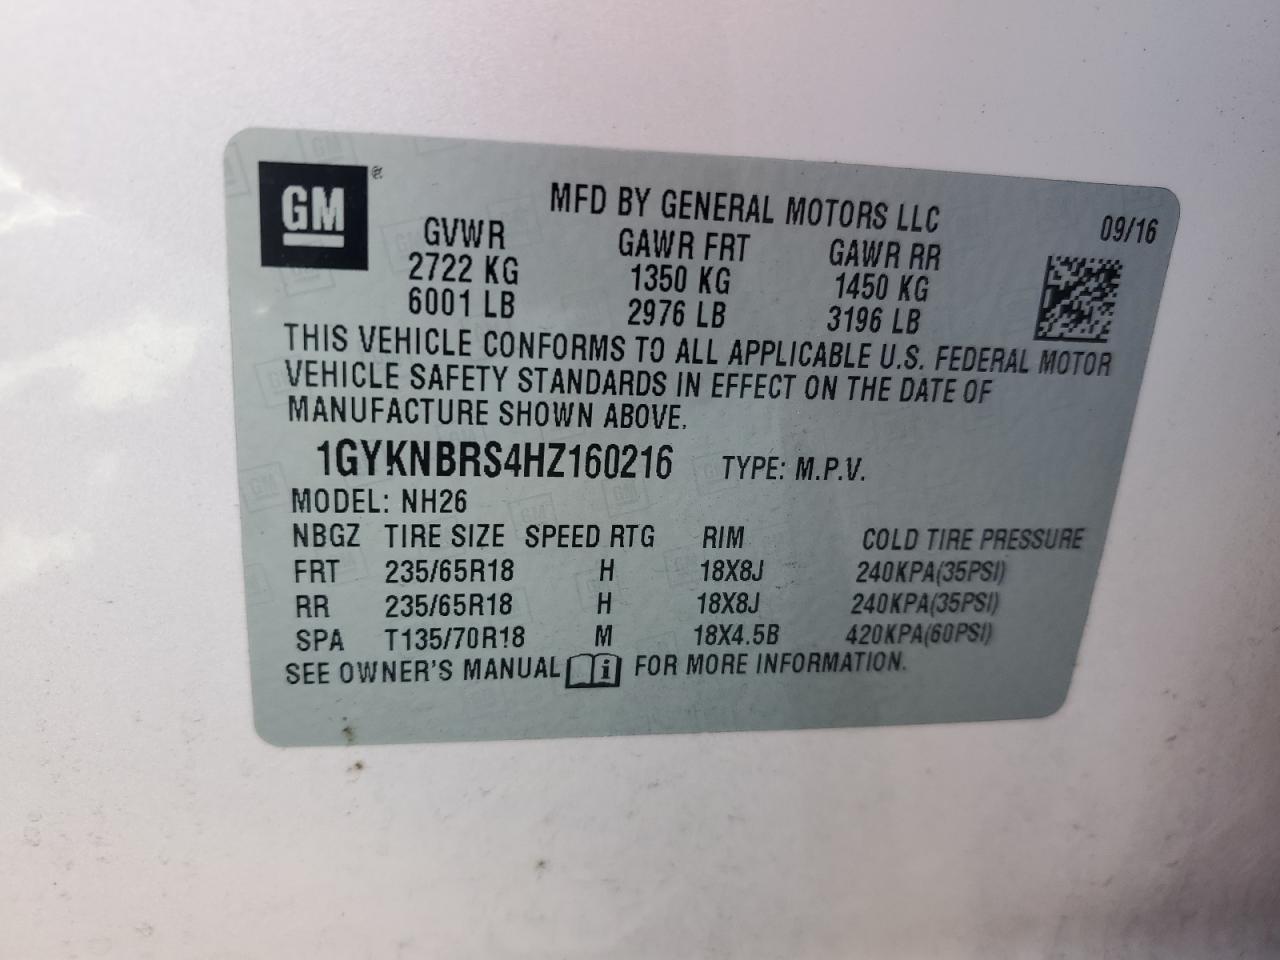 GM ®
MFD BY GENERAL MOTORS LLC 09/16
GVWR GAWR FRT GAWR RR
2722 KG 1350 KG 1450 KG
6001 LB 2976 LB 3196 LB
THIS VEHICLE CONFORMS TO ALL APPLICABLE U.S. FEDERAL MOTOR
VEHICLE SAFETY STANDARDS IN EFFECT ON THE DATE OF
MANUFACTURE SHOWN ABOVE.
1GYKNBRS4HZ160216 TYPE: M.P.V.
MODEL: NH26
NBGZ TIRE SIZE SPEED RTG RIM COLD TIRE PRESSURE
FRT 235/65R18 H 18X8J 240KPA(35PSI)
RR 235/65R18 H 18X8J 240KPA(35PSI)
SPA T135/70R18 M 18X4.5B 420KPA(60PSI)
SEE OWNER'S MANUAL i FOR MORE INFORMATION.